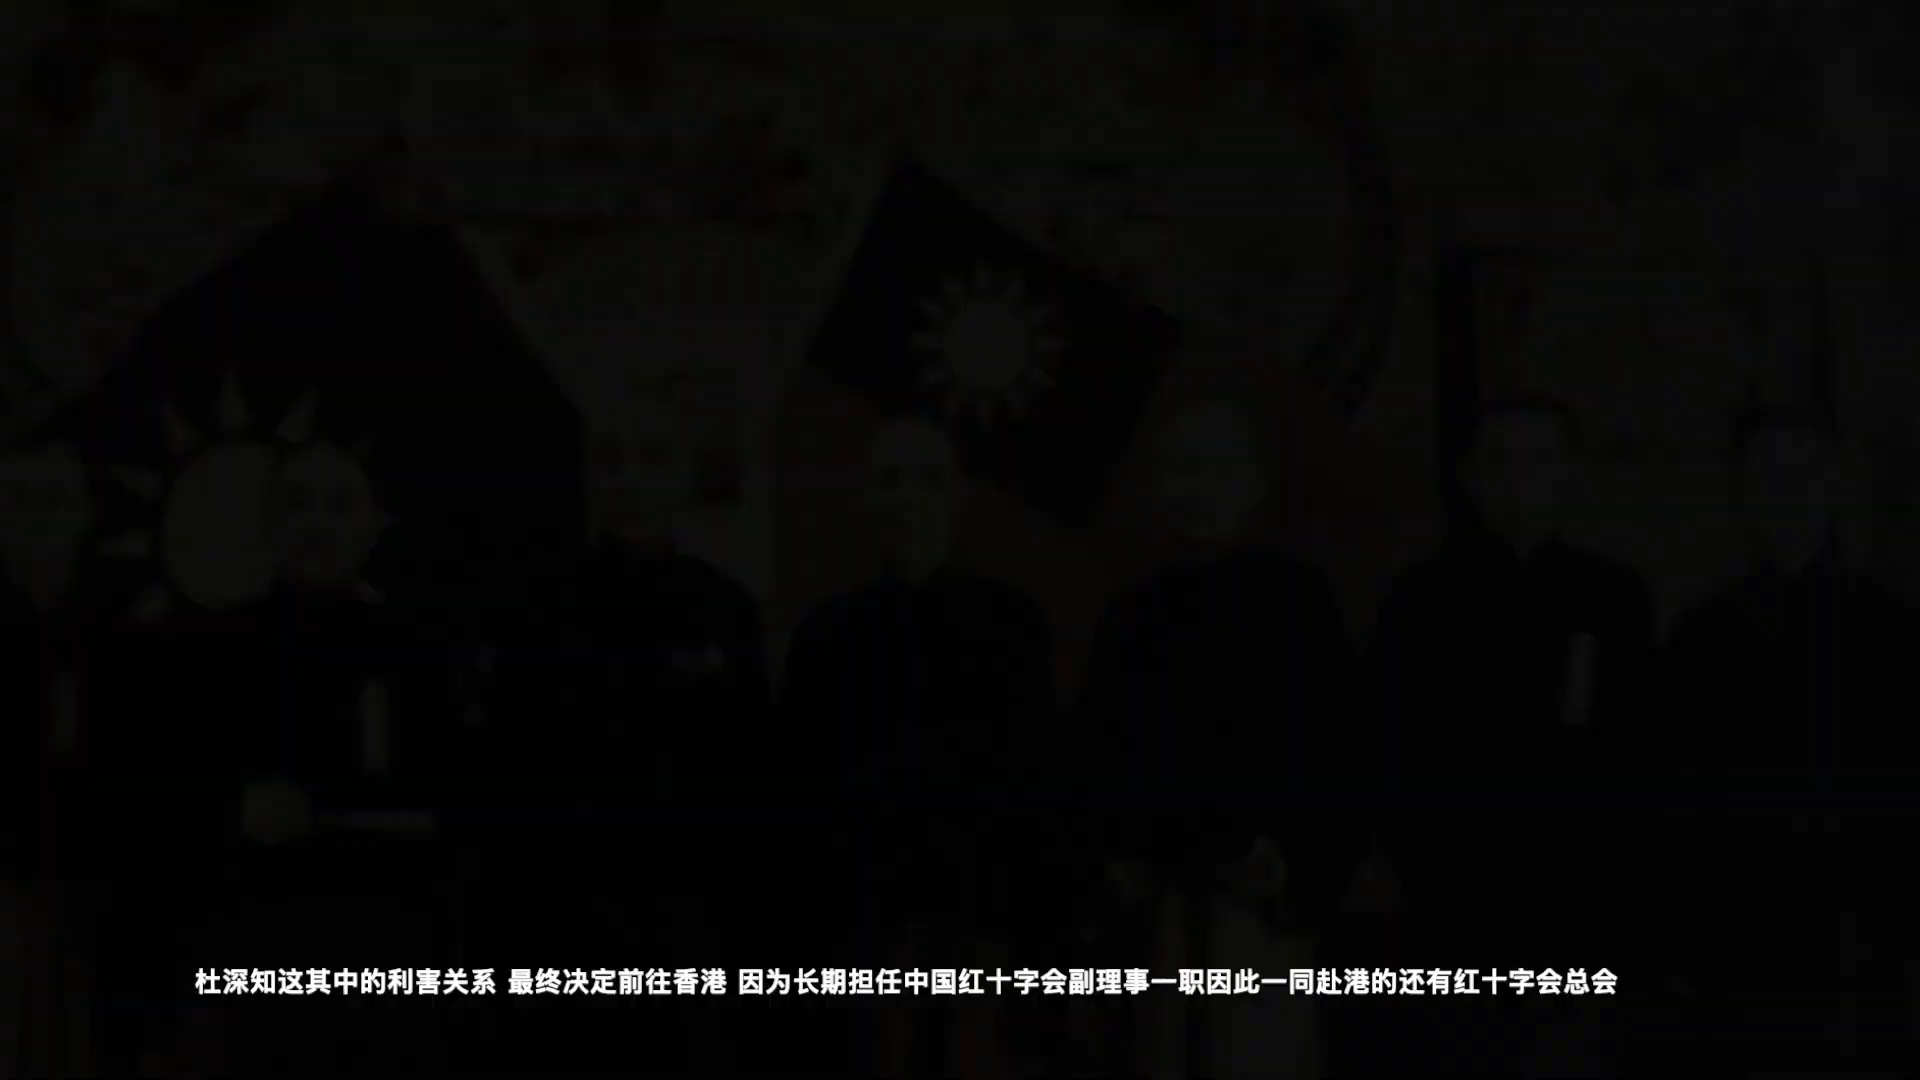 杜深知这其中的利害关系 最终决定前往香港 因为长期担任中国红十字会副理事一职因此一同赴港的还有红十字会总会